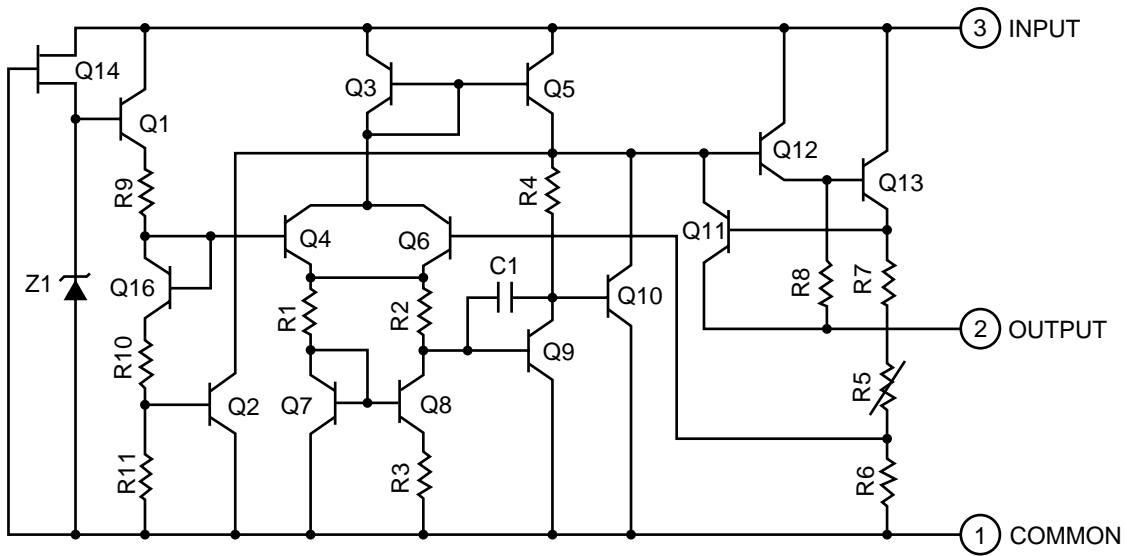 3 INPUT
Q14
Q3
Q5
Q1
Q12
Q13
R9
R4
Q4
Q6
Q11
Z1
Q16
C1
Q10
R8
R7
R1
R2
2 OUTPUT
R10
Q9
R5
Q2
Q7
Q8
R11
R3
R6
1 COMMON